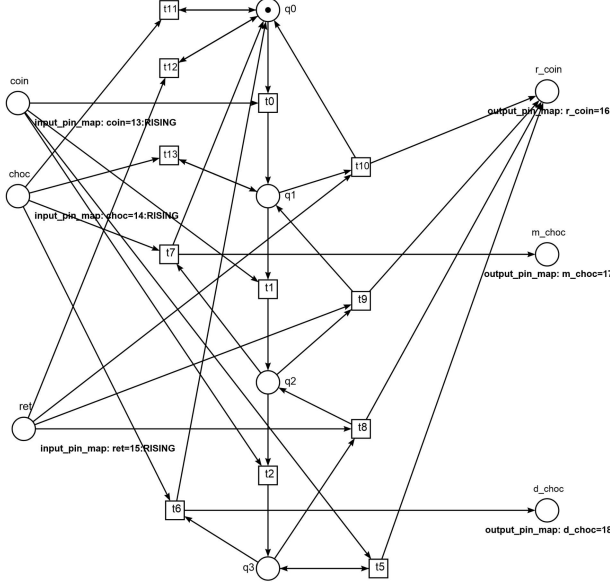 t11
q0
t12
coin
r_coin
t0
output_pin_map: r_coin=16
input_pin_map: coin=13:RISING
t13
t10
choc
q1
input_pin_map: choc=14:RISING
m_choc
t7
output_pin_map: m_choc=17
t1
t9
q2
ret
t8
input_pin_map: ret=15:RISING
t2
d_choc
t6
output_pin_map: d_choc=18
q3
t5